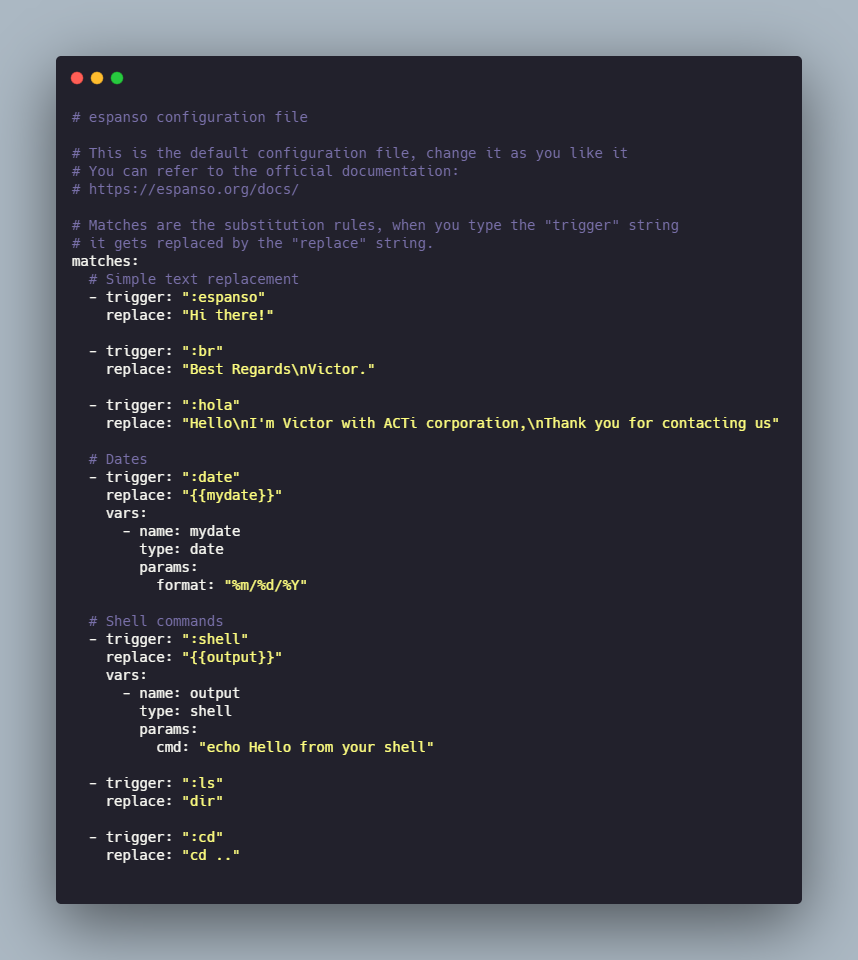 # espanso configuration file

# This is the default configuration file, change it as you like it
# You can refer to the official documentation:
# https://espanso.org/docs/

# Matches are the substitution rules, when you type the "trigger" string
# it gets replaced by the "replace" string.
matches:
  # Simple text replacement
  - trigger: ":espanso"
    replace: "Hi there!"

  - trigger: ":br"
    replace: "Best Regards\nVictor."

  - trigger: ":hola"
    replace: "Hello\nI'm Victor with ACTi corporation,\nThank you for contacting us"

  # Dates
  - trigger: ":date"
    replace: "{{mydate}}"
    vars:
      - name: mydate
        type: date
        params:
          format: "%m/%d/%Y"

  # Shell commands
  - trigger: ":shell"
    replace: "{{output}}"
    vars:
      - name: output
        type: shell
        params:
          cmd: "echo Hello from your shell"

  - trigger: ":ls"
    replace: "dir"

  - trigger: ":cd"
    replace: "cd .."